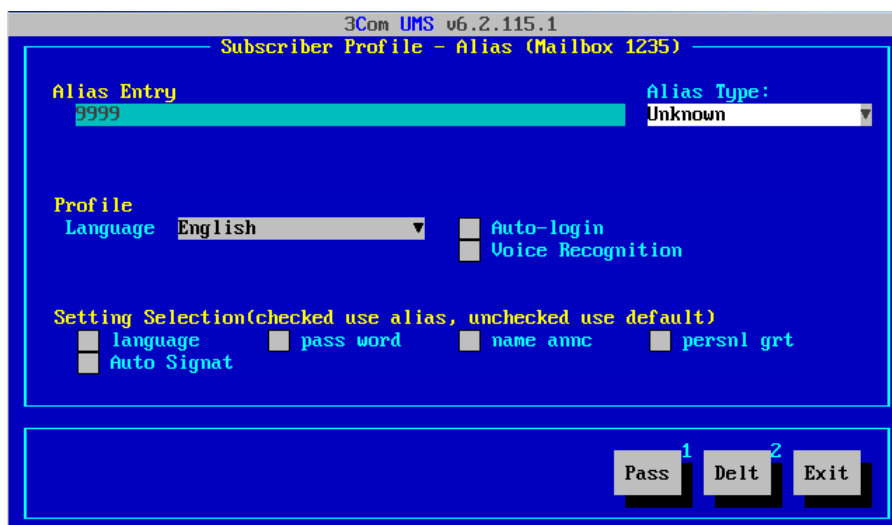 3Com UMS v6.2.115.1
Subscriber Profile - Alias (Mailbox 1235)
Alias Entry
Alias Type:
9999
Unknown
Profile
Language English
Auto-login
Voice Recognition
Setting Selection(checked use alias, unchecked use default)
language pass word name annc persnl grt
Auto Signat
1 2
Pass Delt Exit